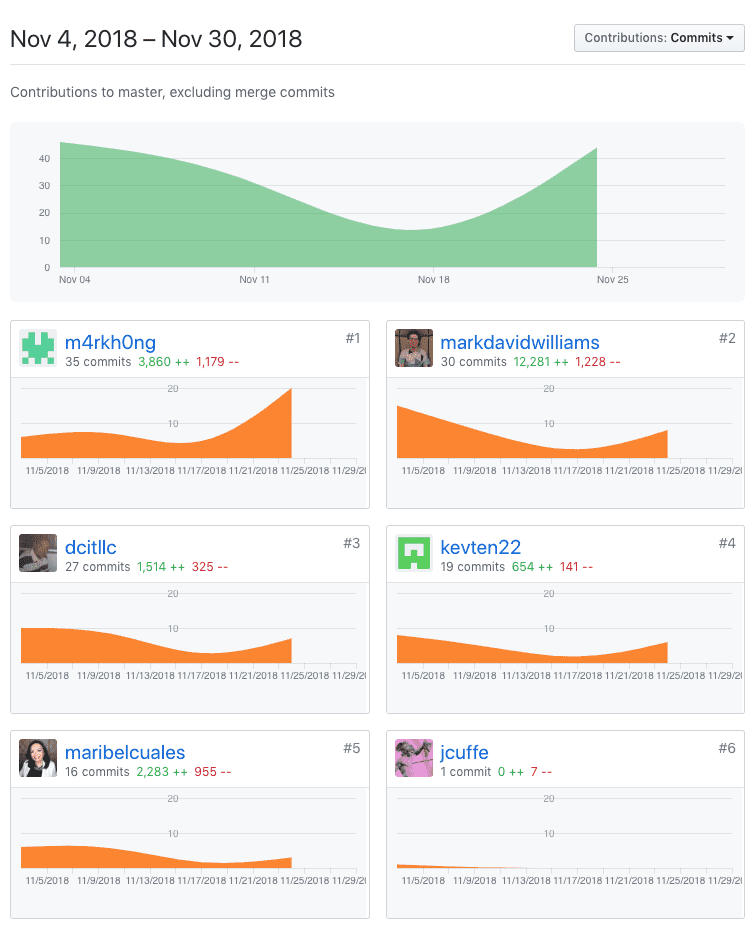 Nov 4, 2018 – Nov 30, 2018
Contributions: Commits
Contributions to master, excluding merge commits
40
30
20
10
0
Nov 04 Nov 11 Nov 18 Nov 25
m4rkh0ng #1
35 commits 3,860 ++ 1,179 --
20
10
11/5/2018 11/9/2018 11/13/2018 11/17/2018 11/21/2018 11/25/2018 11/29/20
markdavidwilliams #2
30 commits 12,281 ++ 1,228 --
20
10
11/5/2018 11/9/2018 11/13/2018 11/17/2018 11/21/2018 11/25/2018 11/29/20
dcitllc #3
27 commits 1,514 ++ 325 --
20
10
11/5/2018 11/9/2018 11/13/2018 11/17/2018 11/21/2018 11/25/2018 11/29/20
kevten22 #4
19 commits 654 ++ 141 --
20
10
11/5/2018 11/9/2018 11/13/2018 11/17/2018 11/21/2018 11/25/2018 11/29/20
maribelcuales #5
16 commits 2,283 ++ 955 --
20
10
11/5/2018 11/9/2018 11/13/2018 11/17/2018 11/21/2018 11/25/2018 11/29/20
jcuffe #6
1 commit 0 ++ 7 --
20
10
11/5/2018 11/9/2018 11/13/2018 11/17/2018 11/21/2018 11/25/2018 11/29/20